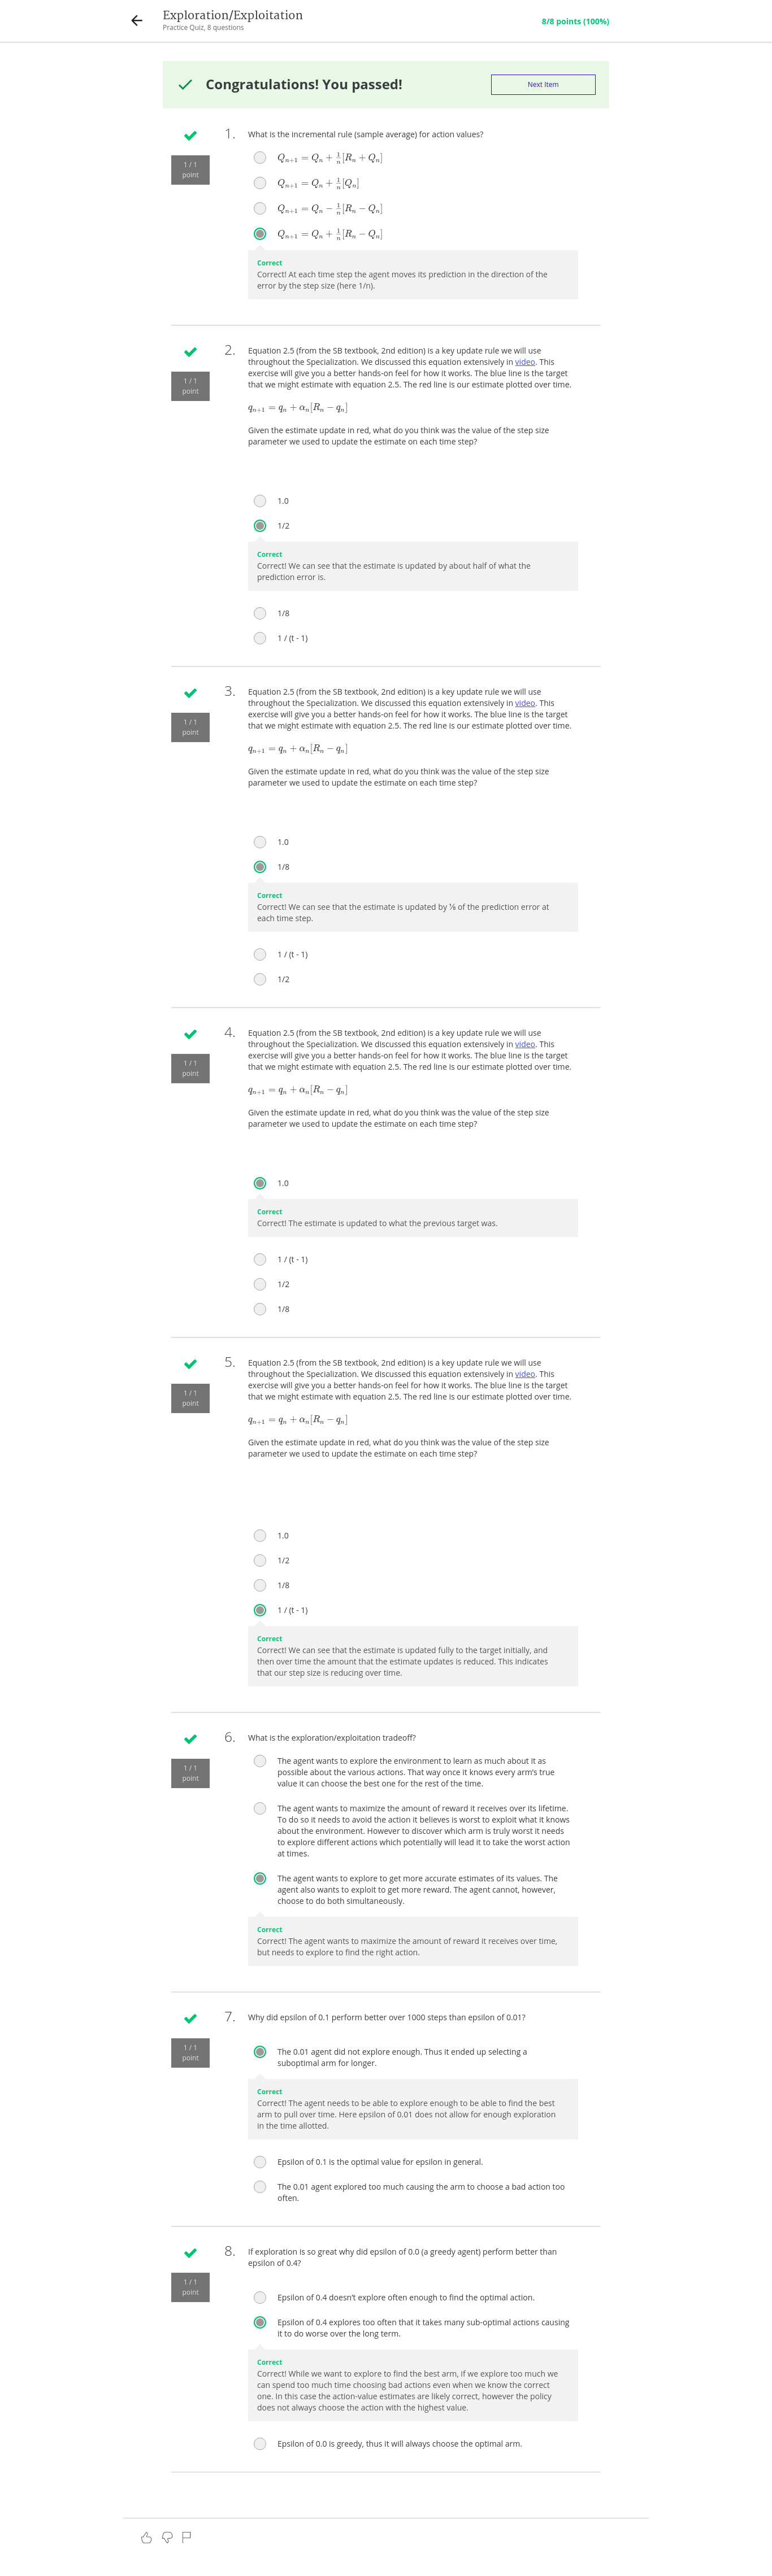 Exploration/Exploitation
Practice Quiz, 8 questions
8/8 points (100%)
Congratulations! You passed!
Next Item
1 / 1
point
1.
What is the incremental rule (sample average) for action values?
Qₙ₊₁ = Qₙ + 1/n [Rₙ + Qₙ]
Qₙ₊₁ = Qₙ + 1/n [Qₙ]
Qₙ₊₁ = Qₙ − 1/n [Rₙ − Qₙ]
Qₙ₊₁ = Qₙ + 1/n [Rₙ − Qₙ]
Correct
Correct! At each time step the agent moves its prediction in the direction of the
error by the step size (here 1/n).
1 / 1
point
2.
Equation 2.5 (from the SB textbook, 2nd edition) is a key update rule we will use
throughout the Specialization. We discussed this equation extensively in video. This
exercise will give you a better hands-on feel for how it works. The blue line is the target
that we might estimate with equation 2.5. The red line is our estimate plotted over time.
qₙ₊₁ = qₙ + αₙ[Rₙ − qₙ]
Given the estimate update in red, what do you think was the value of the step size
parameter we used to update the estimate on each time step?
1.0
1/2
Correct
Correct! We can see that the estimate is updated by about half of what the
prediction error is.
1/8
1 / (t - 1)
1 / 1
point
3.
Equation 2.5 (from the SB textbook, 2nd edition) is a key update rule we will use
throughout the Specialization. We discussed this equation extensively in video. This
exercise will give you a better hands-on feel for how it works. The blue line is the target
that we might estimate with equation 2.5. The red line is our estimate plotted over time.
qₙ₊₁ = qₙ + αₙ[Rₙ − qₙ]
Given the estimate update in red, what do you think was the value of the step size
parameter we used to update the estimate on each time step?
1.0
1/8
Correct
Correct! We can see that the estimate is updated by ⅛ of the prediction error at
each time step.
1 / (t - 1)
1/2
1 / 1
point
4.
Equation 2.5 (from the SB textbook, 2nd edition) is a key update rule we will use
throughout the Specialization. We discussed this equation extensively in video. This
exercise will give you a better hands-on feel for how it works. The blue line is the target
that we might estimate with equation 2.5. The red line is our estimate plotted over time.
qₙ₊₁ = qₙ + αₙ[Rₙ − qₙ]
Given the estimate update in red, what do you think was the value of the step size
parameter we used to update the estimate on each time step?
1.0
Correct
Correct! The estimate is updated to what the previous target was.
1 / (t - 1)
1/2
1/8
1 / 1
point
5.
Equation 2.5 (from the SB textbook, 2nd edition) is a key update rule we will use
throughout the Specialization. We discussed this equation extensively in video. This
exercise will give you a better hands-on feel for how it works. The blue line is the target
that we might estimate with equation 2.5. The red line is our estimate plotted over time.
qₙ₊₁ = qₙ + αₙ[Rₙ − qₙ]
Given the estimate update in red, what do you think was the value of the step size
parameter we used to update the estimate on each time step?
1.0
1/2
1/8
1 / (t - 1)
Correct
Correct! We can see that the estimate is updated fully to the target initially, and
then over time the amount that the estimate updates is reduced. This indicates
that our step size is reducing over time.
1 / 1
point
6.
What is the exploration/exploitation tradeoff?
The agent wants to explore the environment to learn as much about it as
possible about the various actions. That way once it knows every arm's true
value it can choose the best one for the rest of the time.
The agent wants to maximize the amount of reward it receives over its lifetime.
To do so it needs to avoid the action it believes is worst to exploit what it knows
about the environment. However to discover which arm is truly worst it needs
to explore different actions which potentially will lead it to take the worst action
at times.
The agent wants to explore to get more accurate estimates of its values. The
agent also wants to exploit to get more reward. The agent cannot, however,
choose to do both simultaneously.
Correct
Correct! The agent wants to maximize the amount of reward it receives over time,
but needs to explore to find the right action.
1 / 1
point
7.
Why did epsilon of 0.1 perform better over 1000 steps than epsilon of 0.01?
The 0.01 agent did not explore enough. Thus it ended up selecting a
suboptimal arm for longer.
Correct
Correct! The agent needs to be able to explore enough to be able to find the best
arm to pull over time. Here epsilon of 0.01 does not allow for enough exploration
in the time allotted.
Epsilon of 0.1 is the optimal value for epsilon in general.
The 0.01 agent explored too much causing the arm to choose a bad action too
often.
1 / 1
point
8.
If exploration is so great why did epsilon of 0.0 (a greedy agent) perform better than
epsilon of 0.4?
Epsilon of 0.4 doesn't explore often enough to find the optimal action.
Epsilon of 0.4 explores too often that it takes many sub-optimal actions causing
it to do worse over the long term.
Correct
Correct! While we want to explore to find the best arm, if we explore too much we
can spend too much time choosing bad actions even when we know the correct
one. In this case the action-value estimates are likely correct, however the policy
does not always choose the action with the highest value.
Epsilon of 0.0 is greedy, thus it will always choose the optimal arm.